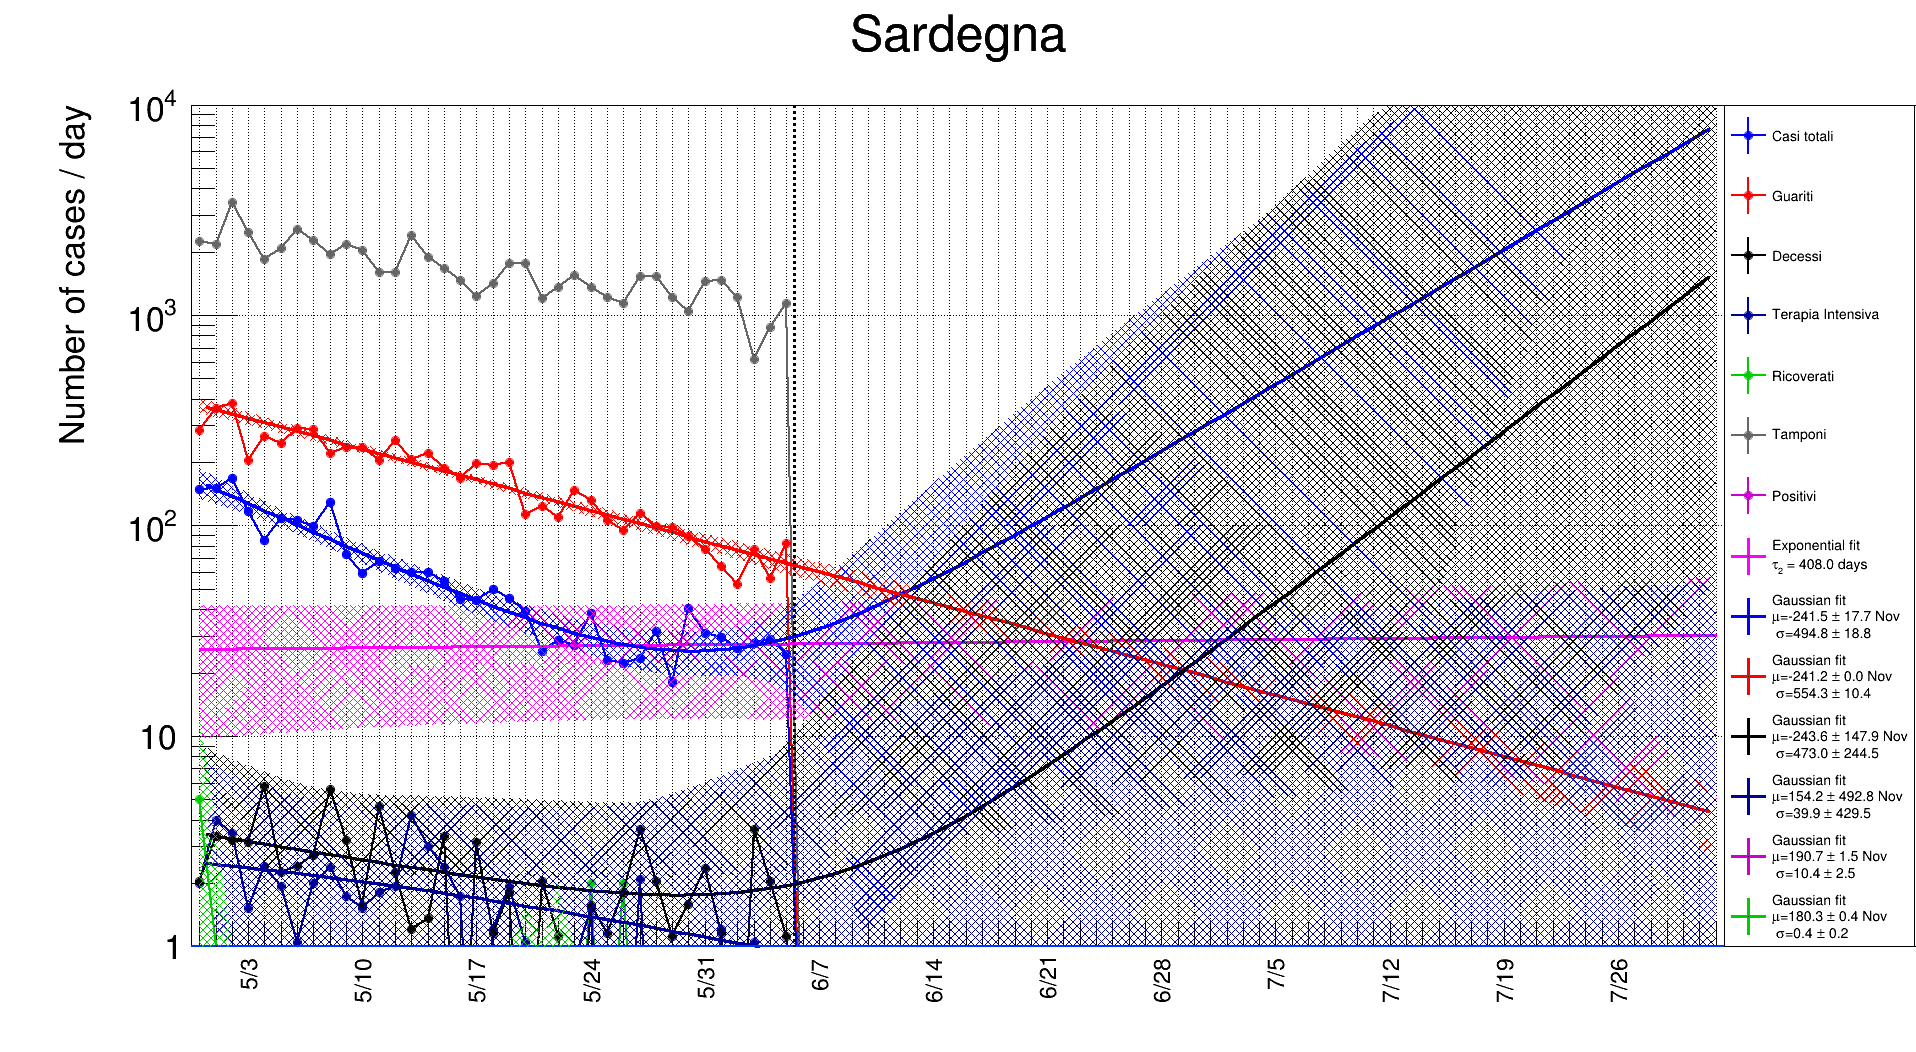 Sardegna
Number of cases / day
10⁴
10³
10²
10
1
5/3
5/10
5/17
5/24
5/31
6/7
6/14
6/21
6/28
7/5
7/12
7/19
7/26
Casi totali
Guariti
Decessi
Terapia Intensiva
Ricoverati
Tamponi
Positivi
Exponential fit
τ₂ = 408.0 days
Gaussian fit
μ=-241.5 ± 17.7 Nov
σ=494.8 ± 18.8
Gaussian fit
μ=-241.2 ± 0.0 Nov
σ=554.3 ± 10.4
Gaussian fit
μ=-243.6 ± 147.9 Nov
σ=473.0 ± 244.5
Gaussian fit
μ=154.2 ± 492.8 Nov
σ=39.9 ± 429.5
Gaussian fit
μ=190.7 ± 1.5 Nov
σ=10.4 ± 2.5
Gaussian fit
μ=180.3 ± 0.4 Nov
σ=0.4 ± 0.2